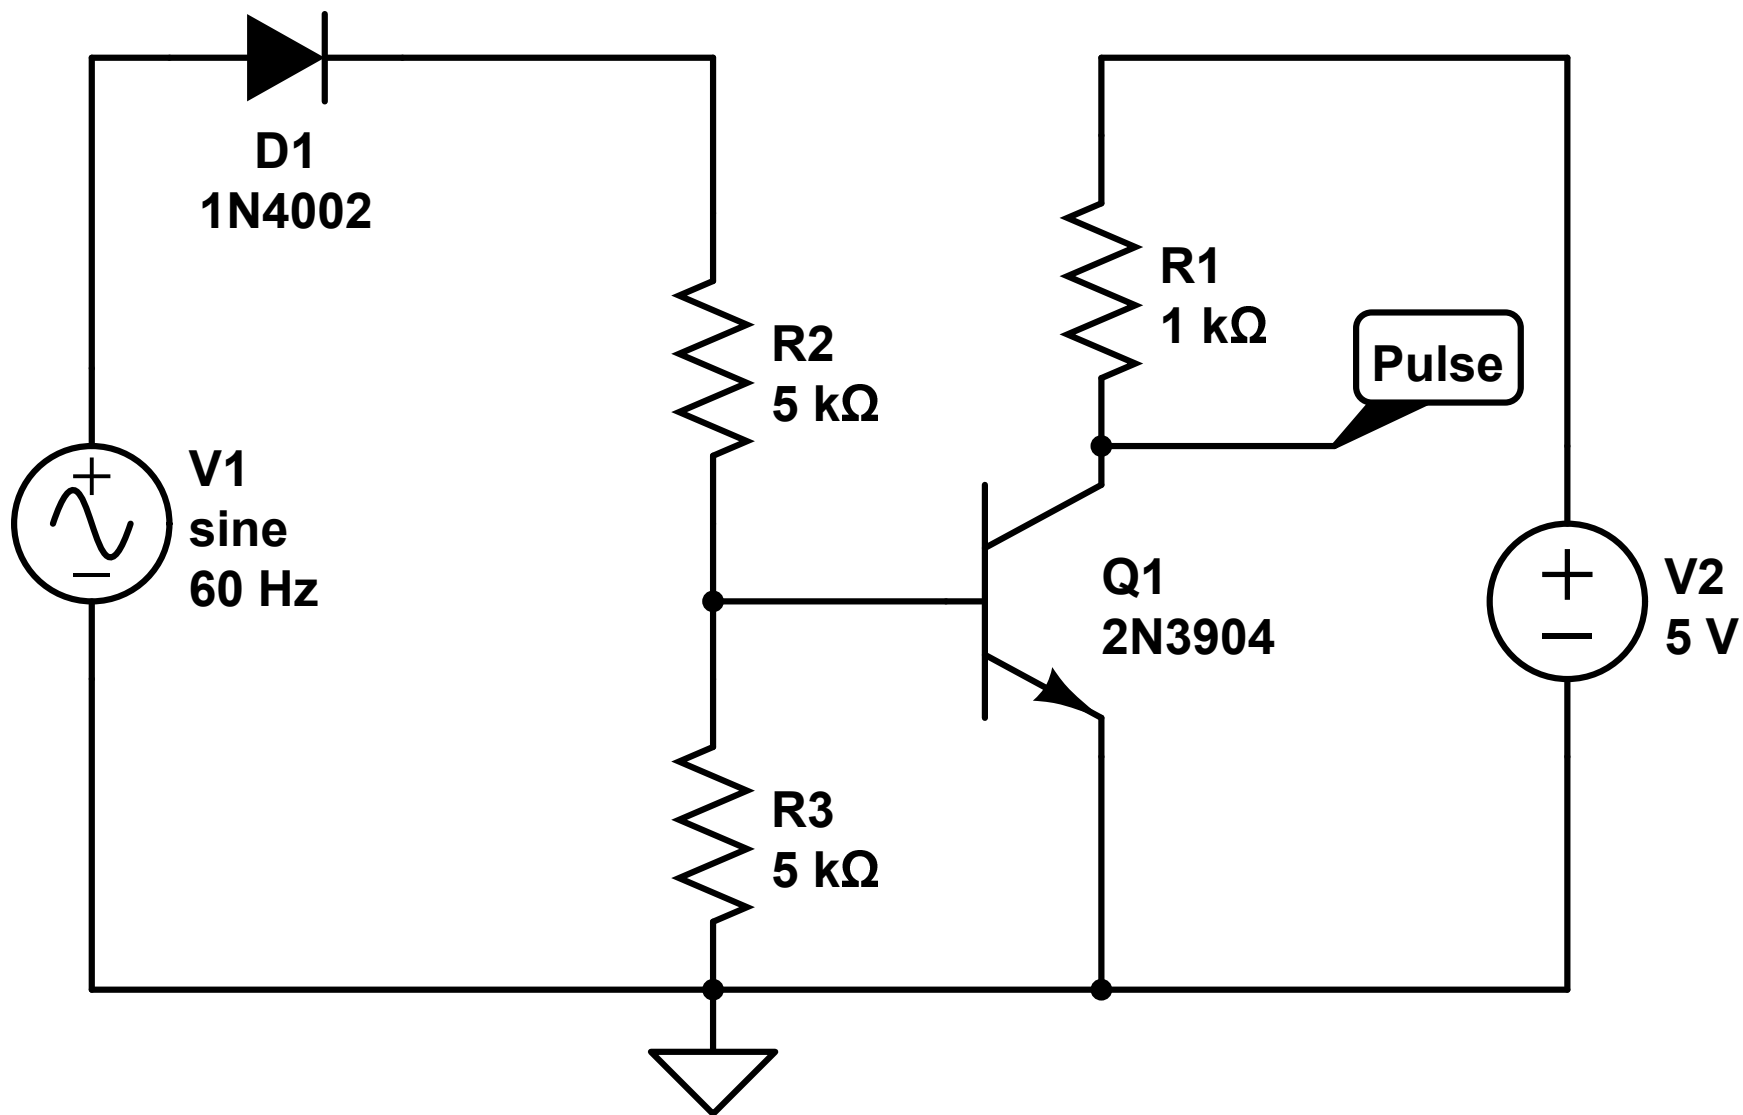 D1
1N4002
R2
5 kΩ
R1
1 kΩ
Pulse
V1
sine
60 Hz
Q1
2N3904
V2
5 V
R3
5 kΩ